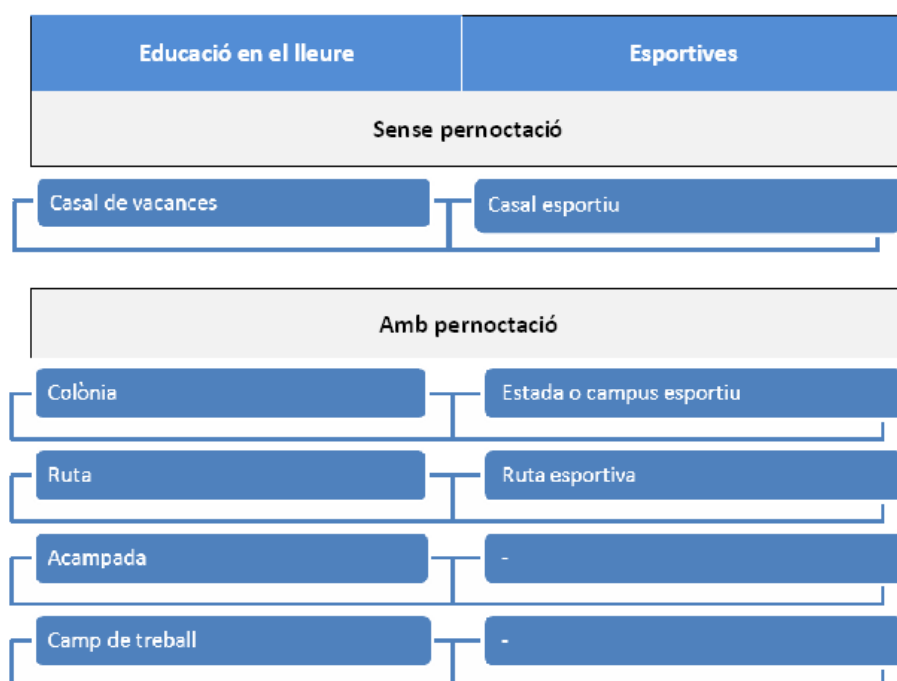 Educació en el lleure Esportives
Sense pernoctació
Casal de vacances Casal esportiu
Amb pernoctació
Colònia Estada o campus esportiu
Ruta Ruta esportiva
Acampada -
Camp de treball -